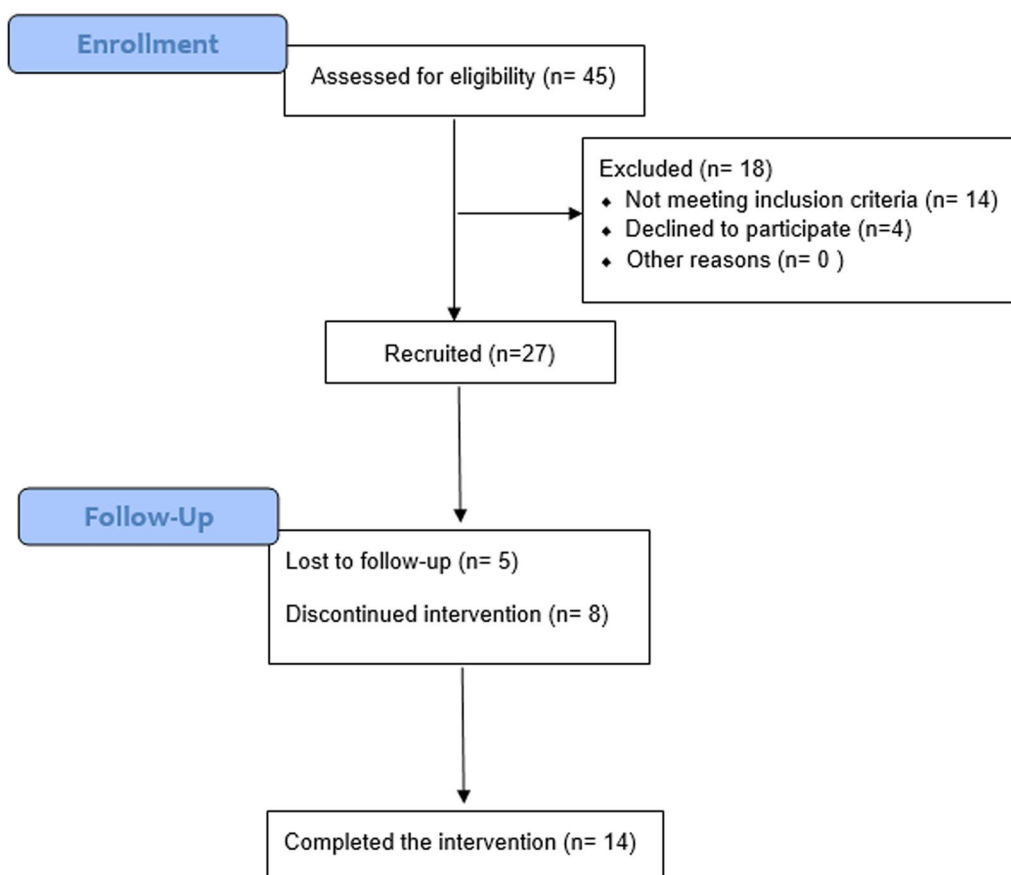 Enrollment
Assessed for eligibility (n= 45)
Excluded (n= 18)
⬥ Not meeting inclusion criteria (n= 14)
⬥ Declined to participate (n=4)
⬥ Other reasons (n= 0 )
Recruited (n=27)
Follow-Up
Lost to follow-up (n= 5)
Discontinued intervention (n= 8)
Completed the intervention (n= 14)